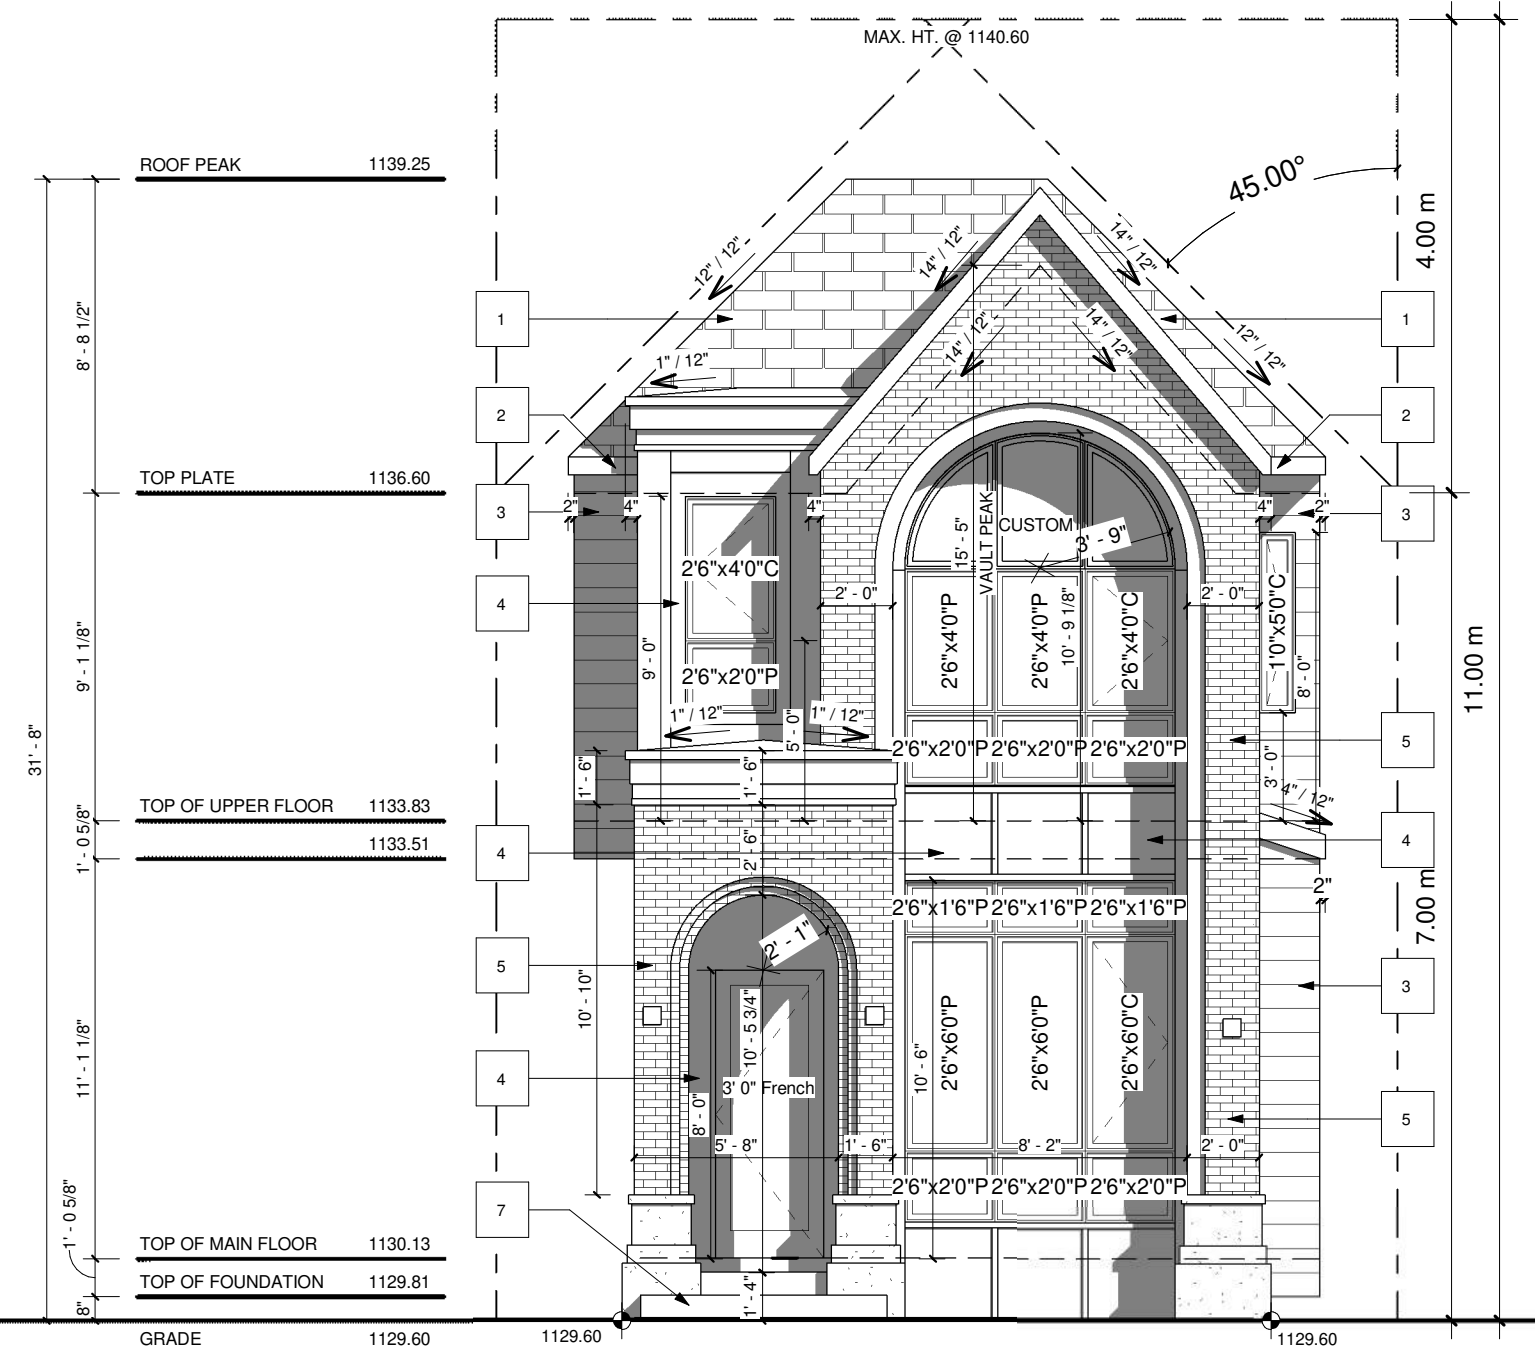 MAX. HT. @ 1140.60
ROOF PEAK 1139.25
45.00°
4.00 m
12" / 12"
14" / 12"
14" / 12"
1
1
8' - 8 1/2"
14" / 12"
14" / 12"
12" / 12"
1" / 12"
2
2
TOP PLATE 1136.60
3
2"
4"
4"
15' - 5"
VAULT PEAK
CUSTOM
3' - 9"
4"
2"
3
2'6"x4'0"C
4
2' - 0"
2' - 0"
2'6"x4'0"P
2'6"x4'0"P
10' - 9 1/8"
2'6"x4'0"C
1'0"x5'0"C
8' - 0"
9' - 1 1/8"
9' - 0"
2'6"x2'0"P
11.00 m
1" / 12"
1" / 12"
5' - 0"
31' - 8"
2'6"x2'0"P 2'6"x2'0"P 2'6"x2'0"P
5
1' - 6"
1' - 6"
3' - 0"
4" / 12"
TOP OF UPPER FLOOR 1133.83
1' - 0 5/8"
1133.51
4
2' - 6"
4
2"
7.00 m
2'6"x1'6"P 2'6"x1'6"P 2'6"x1'6"P
2' - 1"
5
10' - 10"
3
10' - 5 3/4"
2'6"x6'0"P
2'6"x6'0"P
2'6"x6'0"C
10' - 6"
11' - 1 1/8"
4
3' 0" French
8' - 0"
5
5' - 8"
1' - 6"
8' - 2"
2' - 0"
2'6"x2'0"P 2'6"x2'0"P 2'6"x2'0"P
7
1' - 0 5/8"
TOP OF MAIN FLOOR 1130.13
TOP OF FOUNDATION 1129.81
8"
1' - 4"
GRADE 1129.60
1129.60
1129.60